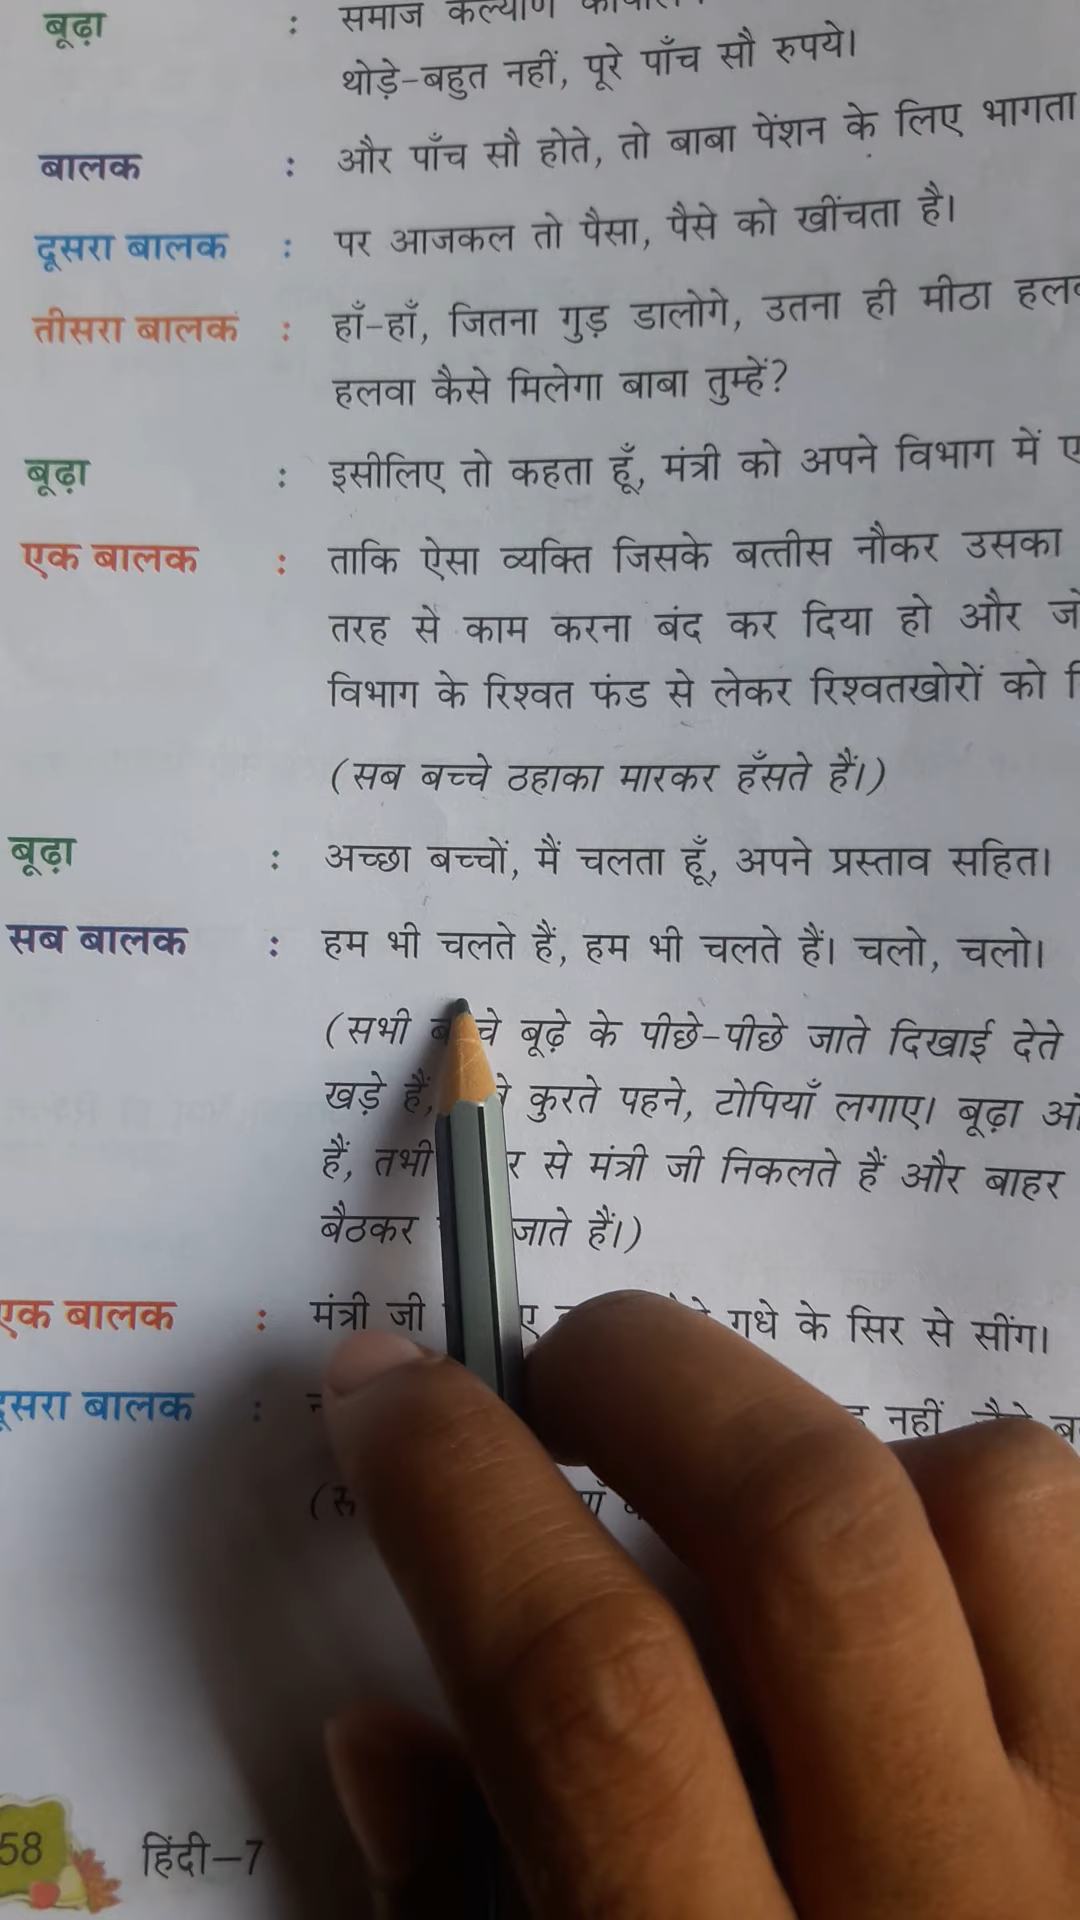 बूढ़ा : समाज कल्याण
थोड़े-बहुत नहीं, पूरे पाँच सौ रुपये।
बालक : और पाँच सौ होते, तो बाबा पेंशन के लिए भागता
दूसरा बालक : पर आजकल तो पैसा, पैसे को खींचता है।
तीसरा बालक : हाँ-हाँ, जितना गुड़ डालोगे, उतना ही मीठा
हलवा कैसे मिलेगा बाबा तुम्हें?
बूढ़ा : इसीलिए तो कहता हूँ, मंत्री को अपने विभाग में
एक बालक : ताकि ऐसा व्यक्ति जिसके बत्तीस नौकर उसका
तरह से काम करना बंद कर दिया हो और
विभाग के रिश्वत फंड से लेकर रिश्वतखोरों को
(सब बच्चे ठहाका मारकर हँसते हैं।)
बूढ़ा : अच्छा बच्चों, मैं चलता हूँ, अपने प्रस्ताव सहित।
सब बालक : हम भी चलते हैं, हम भी चलते हैं। चलो, चलो।
(सभी बूढ़े के पीछे-पीछे जाते दिखाई देते
खड़े हैं, कुरते पहने, टोपियाँ लगाए। बूढ़ा
हैं, तभी से मंत्री जी निकलते हैं और बाहर
बैठकर जाते हैं।)
एक बालक : मंत्री जी गधे के सिर से सींग।
दूसरा बालक : नहीं
58 हिंदी-7